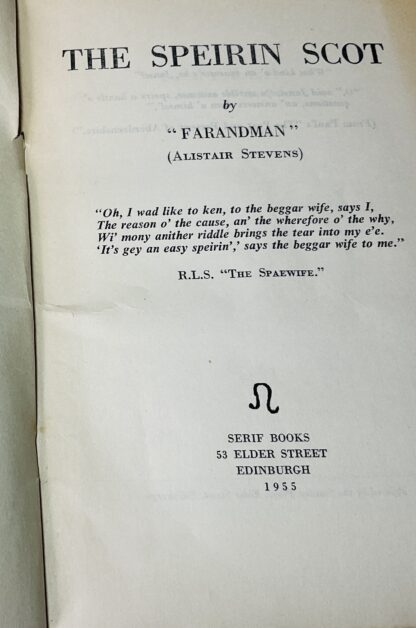 THE SPEIRIN SCOT
by
"FARANDMAN"
(ALISTAIR STEVENS)
"Oh, I wad like to ken, to the beggar wife, says I,
The reason o' the cause, an' the wherefore o' the why,
Wi' mony anither riddle brings the tear into my e'e.
'It's gey an easy speirin',' says the beggar wife to me."
R.L.S. "THE SPAEWIFE."
SERIF BOOKS
53 ELDER STREET
EDINBURGH
1955